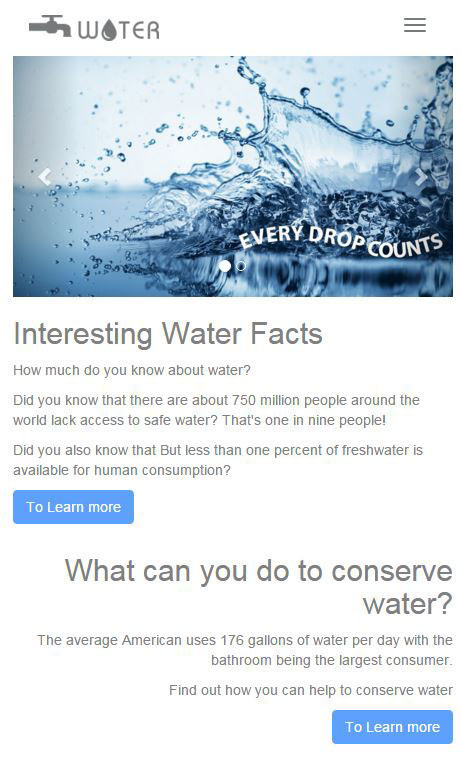 WATER
EVERY DROP COUNTS
Interesting Water Facts
How much do you know about water?
Did you know that there are about 750 million people around the
world lack access to safe water? That's one in nine people!
Did you also know that But less than one percent of freshwater is
available for human consumption?
To Learn more
What can you do to conserve
water?
The average American uses 176 gallons of water per day with the
bathroom being the largest consumer.
Find out how you can help to conserve water
To Learn more